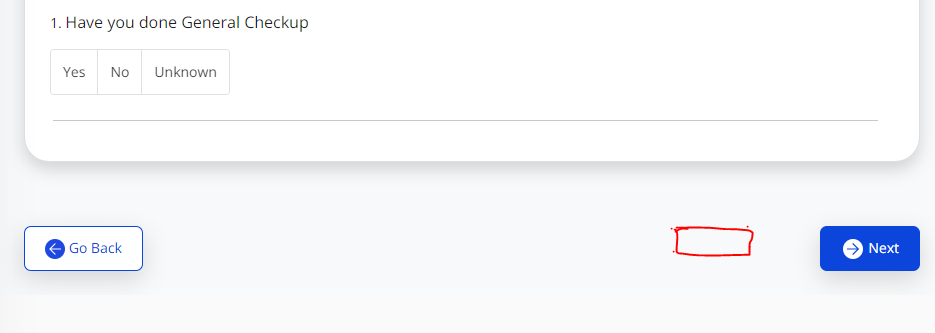 1. Have you done General Checkup
Yes No Unknown
Go Back Next